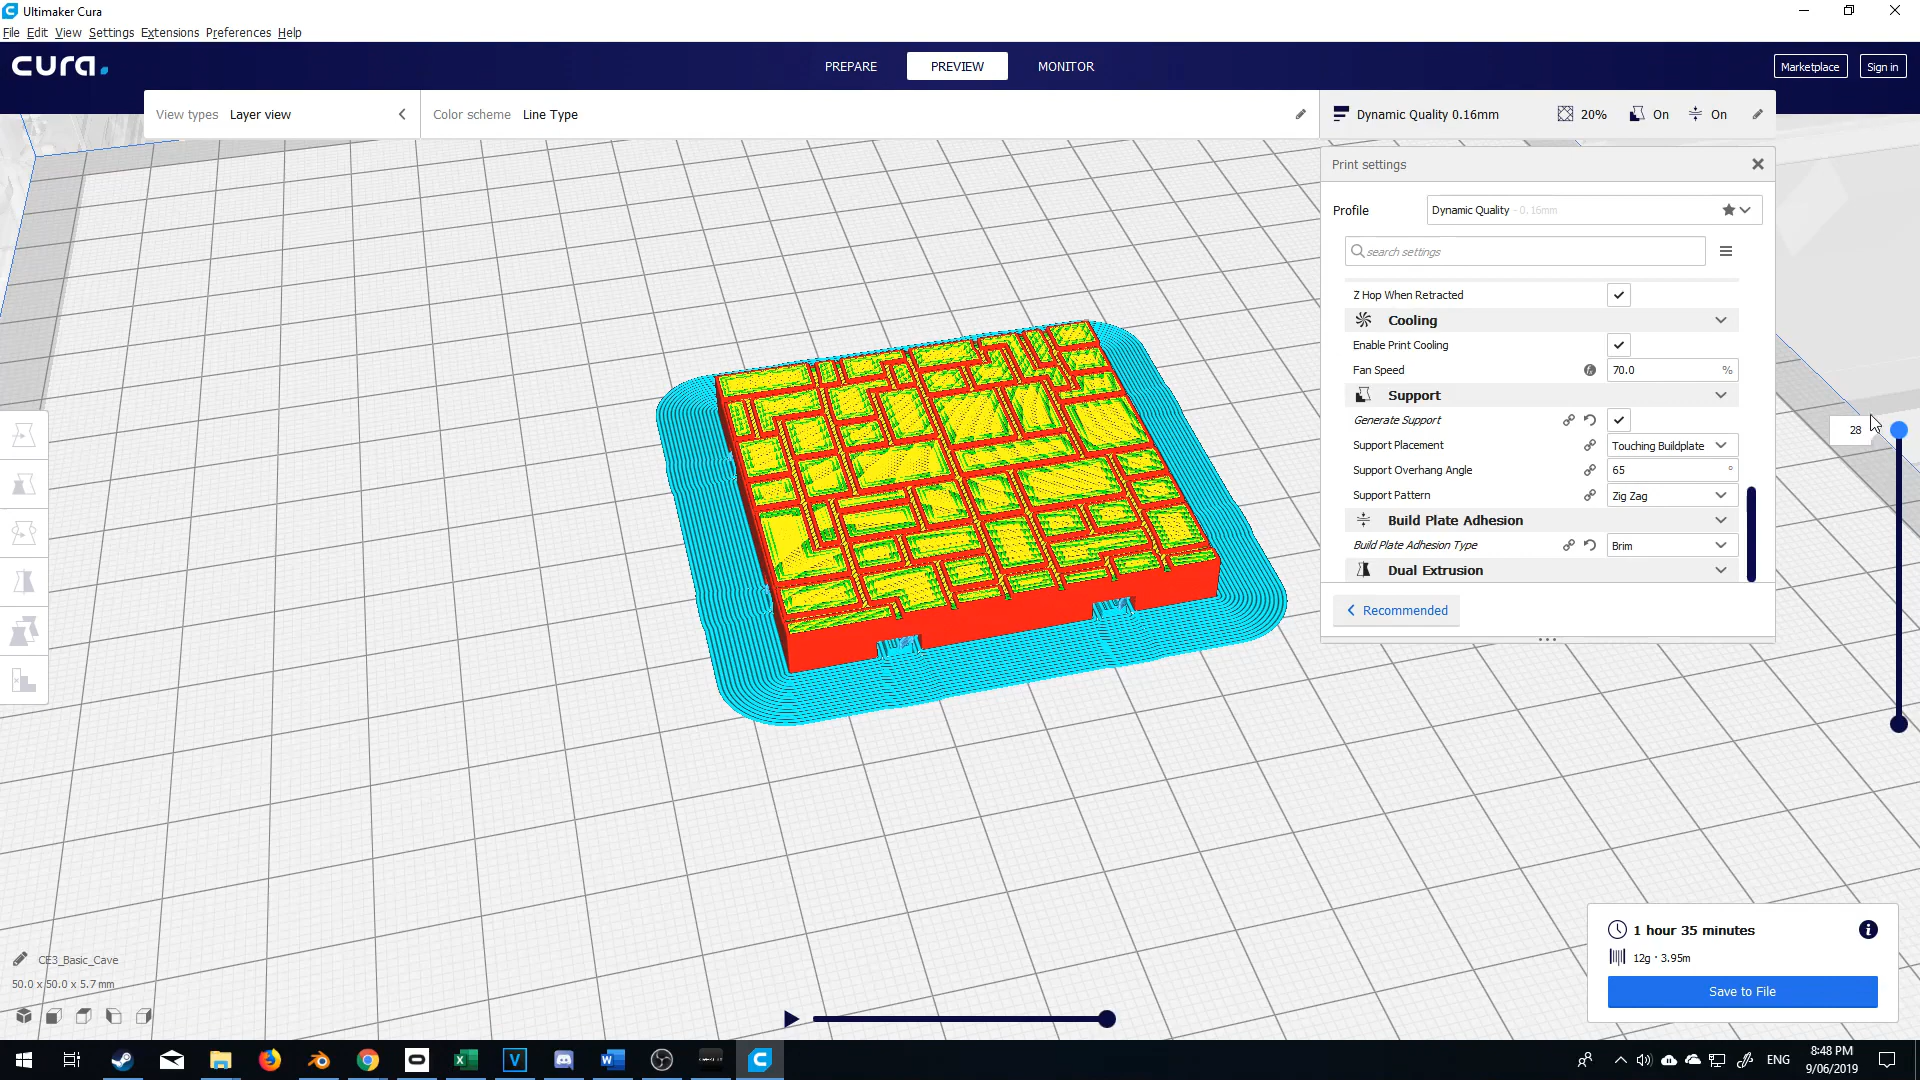 Ultimaker Cura
File Edit View Settings Extensions Preferences Help
cura.
PREPARE
PREVIEW
MONITOR
Marketplace
Sign in
View types Layer view
Color scheme Line Type
Dynamic Quality 0.16mm
20%
On
On
Print settings
Profile
Dynamic Quality - 0.16mm
search settings
Z Hop When Retracted
Cooling
Enable Print Cooling
Fan Speed 70.0 %
Support
Generate Support
Support Placement Touching Buildplate
Support Overhang Angle 65 °
Support Pattern Zig Zag
Build Plate Adhesion
Build Plate Adhesion Type Brim
Dual Extrusion
Recommended
28
1 hour 35 minutes
12g · 3.95m
Save to File
CE3_Basic_Cave
50.0 x 50.0 x 5.7 mm
ENG
8:48 PM
9/06/2019